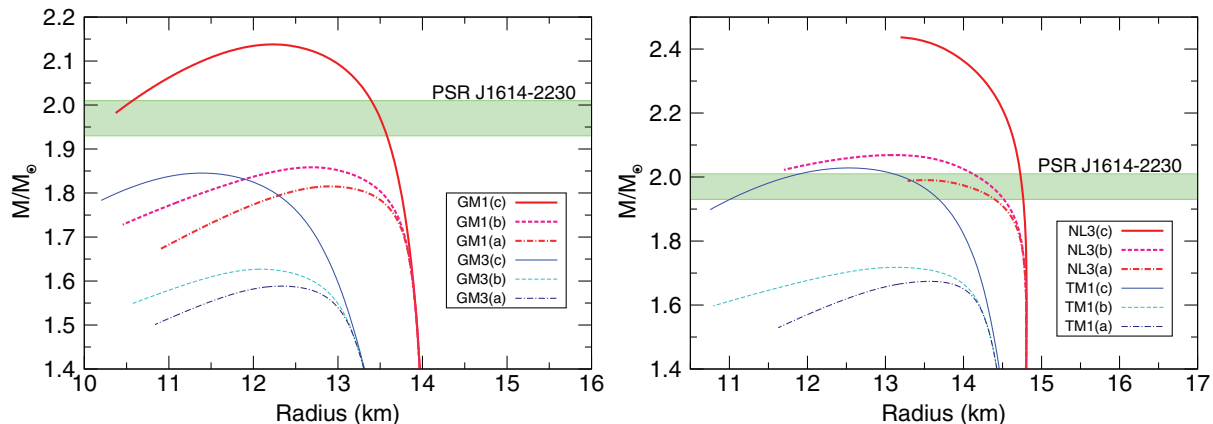 2.2
2.1
2.0
1.9
1.8
1.7
1.6
1.5
1.4
M/M☉
PSR J1614-2230
GM1(c)
GM1(b)
GM1(a)
GM3(c)
GM3(b)
GM3(a)
10 11 12 13 14 15 16
Radius (km)
2.4
2.2
2.0
1.8
1.6
1.4
M/M☉
PSR J1614-2230
NL3(c)
NL3(b)
NL3(a)
TM1(c)
TM1(b)
TM1(a)
11 12 13 14 15 16 17
Radius (km)